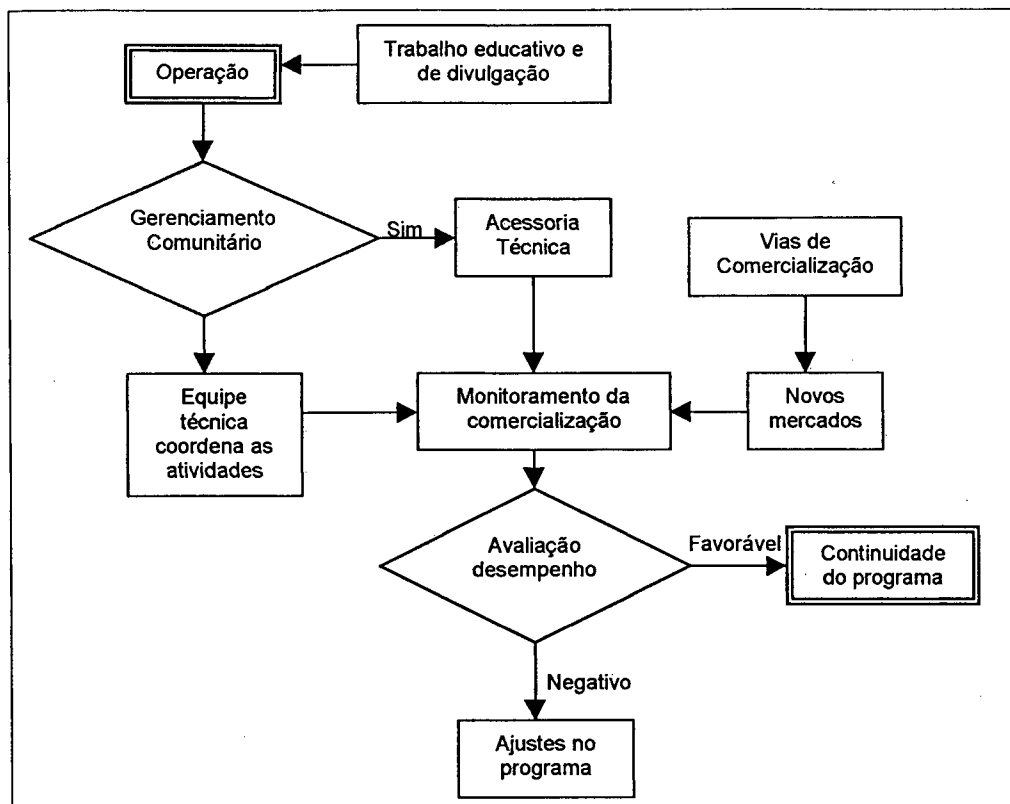 Operação
Trabalho educativo e
de divulgação
Gerenciamento
Comunitário
Sim
Acessoria
Técnica
Vias de
Comercialização
Equipe
técnica
coordena as
atividades
Monitoramento da
comercialização
Novos
mercados
Avaliação
desempenho
Favorável
Continuidade
do programa
Negativo
Ajustes no
programa